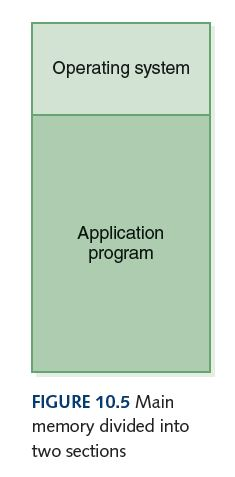 Operating system
Application
program
FIGURE 10.5 Main
memory divided into
two sections